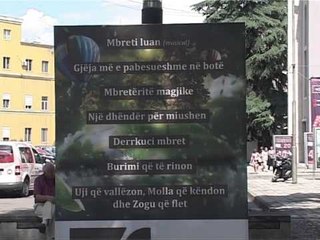 Mbreti luan (musical)
Gjëja më e pabesueshme në botë
Mbretëritë magjike
Një dhëndër për miushen
Derrkuci mbret
Burimi që të rinon
Uji që vallëzon, Molla që këndon
dhe Zogu që flet